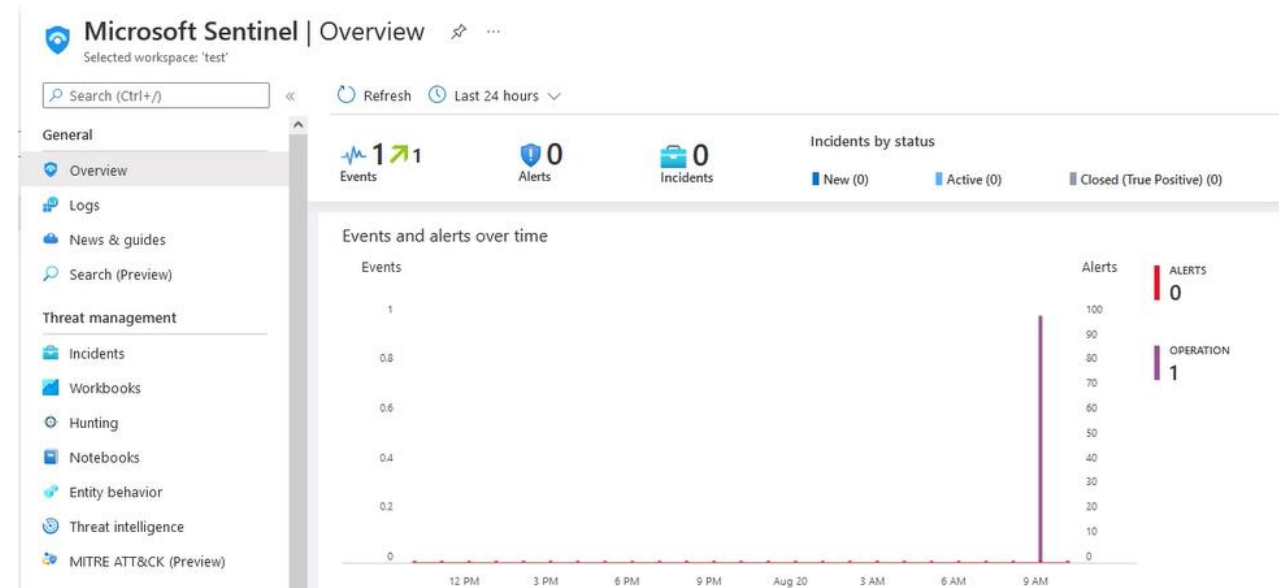 Microsoft Sentinel | Overview ...
Selected workspace: 'test'
Search (Ctrl+/)
«
General
Overview
Logs
News & guides
Search (Preview)
Threat management
Incidents
Workbooks
Hunting
Notebooks
Entity behavior
Threat intelligence
MITRE ATT&CK (Preview)
Refresh Last 24 hours
1 1
Events
0
Alerts
0
Incidents
Incidents by status
New (0) Active (0) Closed (True Positive) (0)
Events and alerts over time
Events
1
0.8
0.6
0.4
0.2
0
12 PM 3 PM 6 PM 9 PM Aug 20 3 AM 6 AM 9 AM
Alerts
100
90
80
70
60
50
40
30
20
10
0
ALERTS
0
OPERATION
1